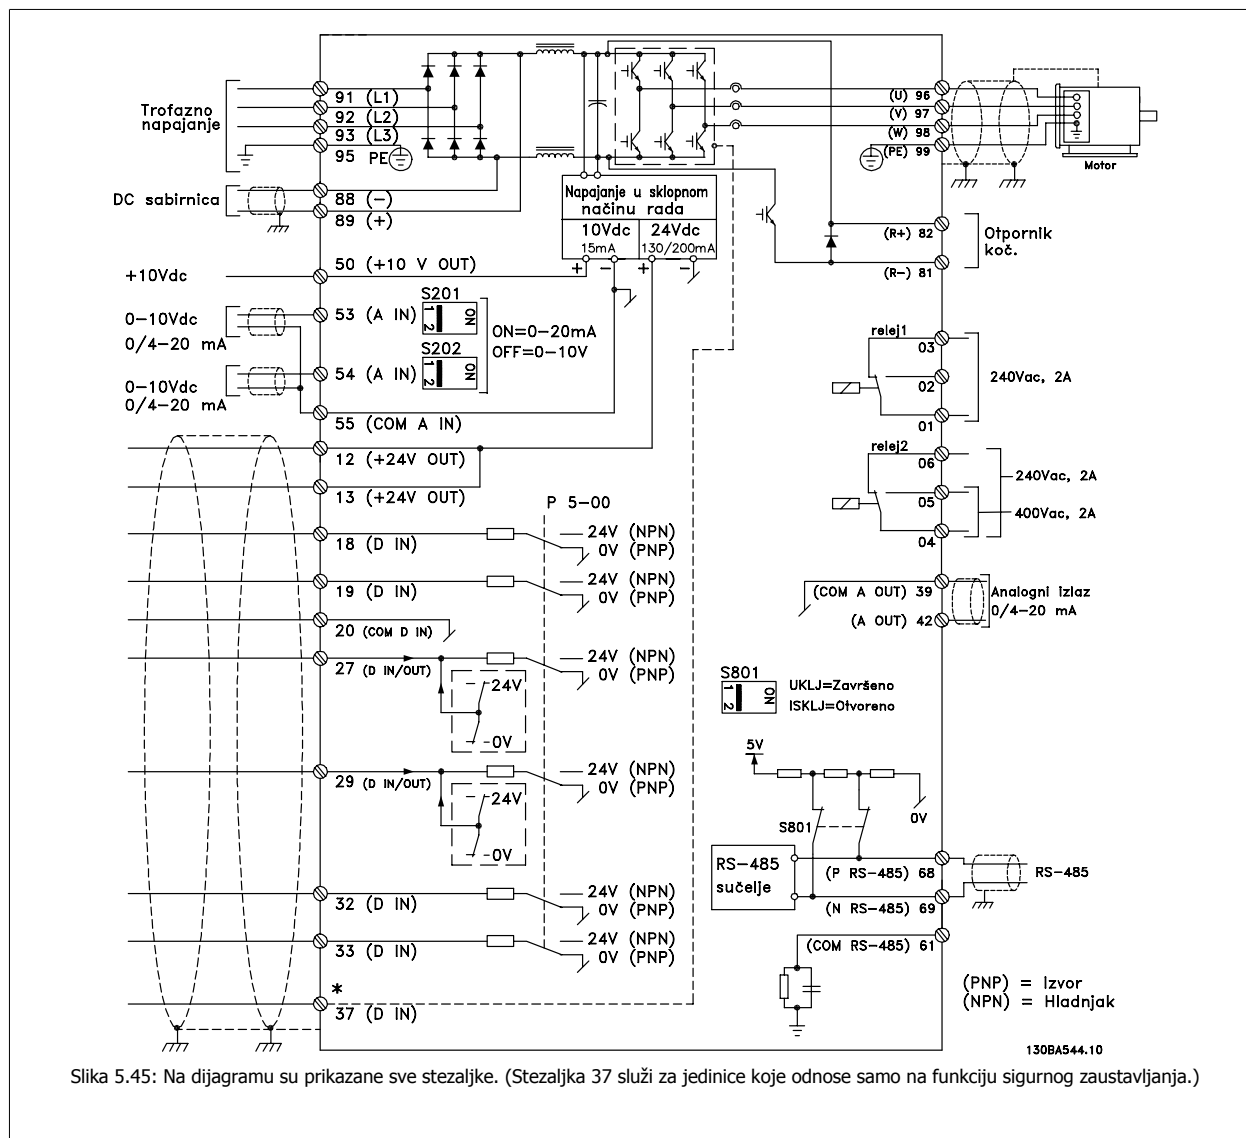 Trofazno
napajanje
91 (L1)
92 (L2)
93 (L3)
95 PE
DC sabirnica
88 (−)
89 (+)
+10Vdc
50 (+10 V OUT)
0−10Vdc
0/4−20 mA
53 (A IN)
S201
1 2
ON
0−10Vdc
0/4−20 mA
54 (A IN)
S202
1 2
ON
ON=0−20mA
OFF=0−10V
55 (COM A IN)
12 (+24V OUT)
13 (+24V OUT)
Napajanje u sklopnom
načinu rada
10Vdc
15mA
24Vdc
130/200mA
+ − + −
P 5−00
18 (D IN)
24V (NPN)
0V (PNP)
19 (D IN)
24V (NPN)
0V (PNP)
20 (COM D IN)
27 (D IN/OUT)
24V (NPN)
0V (PNP)
24V
0V
29 (D IN/OUT)
24V (NPN)
0V (PNP)
24V
0V
32 (D IN)
24V (NPN)
0V (PNP)
33 (D IN)
24V (NPN)
0V (PNP)
*
37 (D IN)
(U) 96
(V) 97
(W) 98
(PE) 99
Motor
(R+) 82
(R−) 81
Otpornik
koč.
relej1
03
02
01
240Vac, 2A
relej2
06
05
04
240Vac, 2A
400Vac, 2A
(COM A OUT) 39
(A OUT) 42
Analogni izlaz
0/4−20 mA
S801
1 2
ON
UKLJ=Završeno
ISKLJ=Otvoreno
5V
0V
S801
RS−485
sučelje
(P RS−485) 68
(N RS−485) 69
(COM RS−485) 61
RS−485
(PNP) = Izvor
(NPN) = Hladnjak
130BA544.10
Slika 5.45: Na dijagramu su prikazane sve stezaljke. (Stezaljka 37 služi za jedinice koje odnose samo na funkciju sigurnog zaustavljanja.)